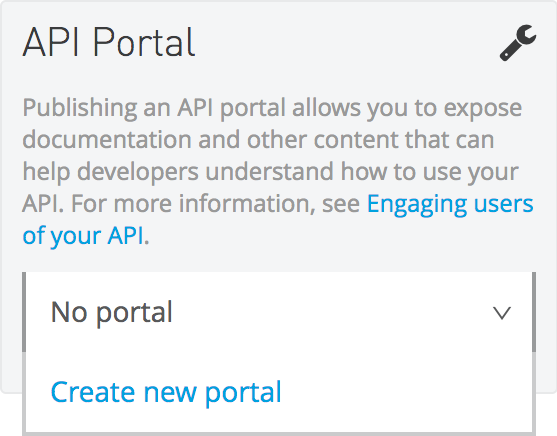 API Portal
Publishing an API portal allows you to expose
documentation and other content that can
help developers understand how to use your
API. For more information, see Engaging users
of your API.
No portal
Create new portal